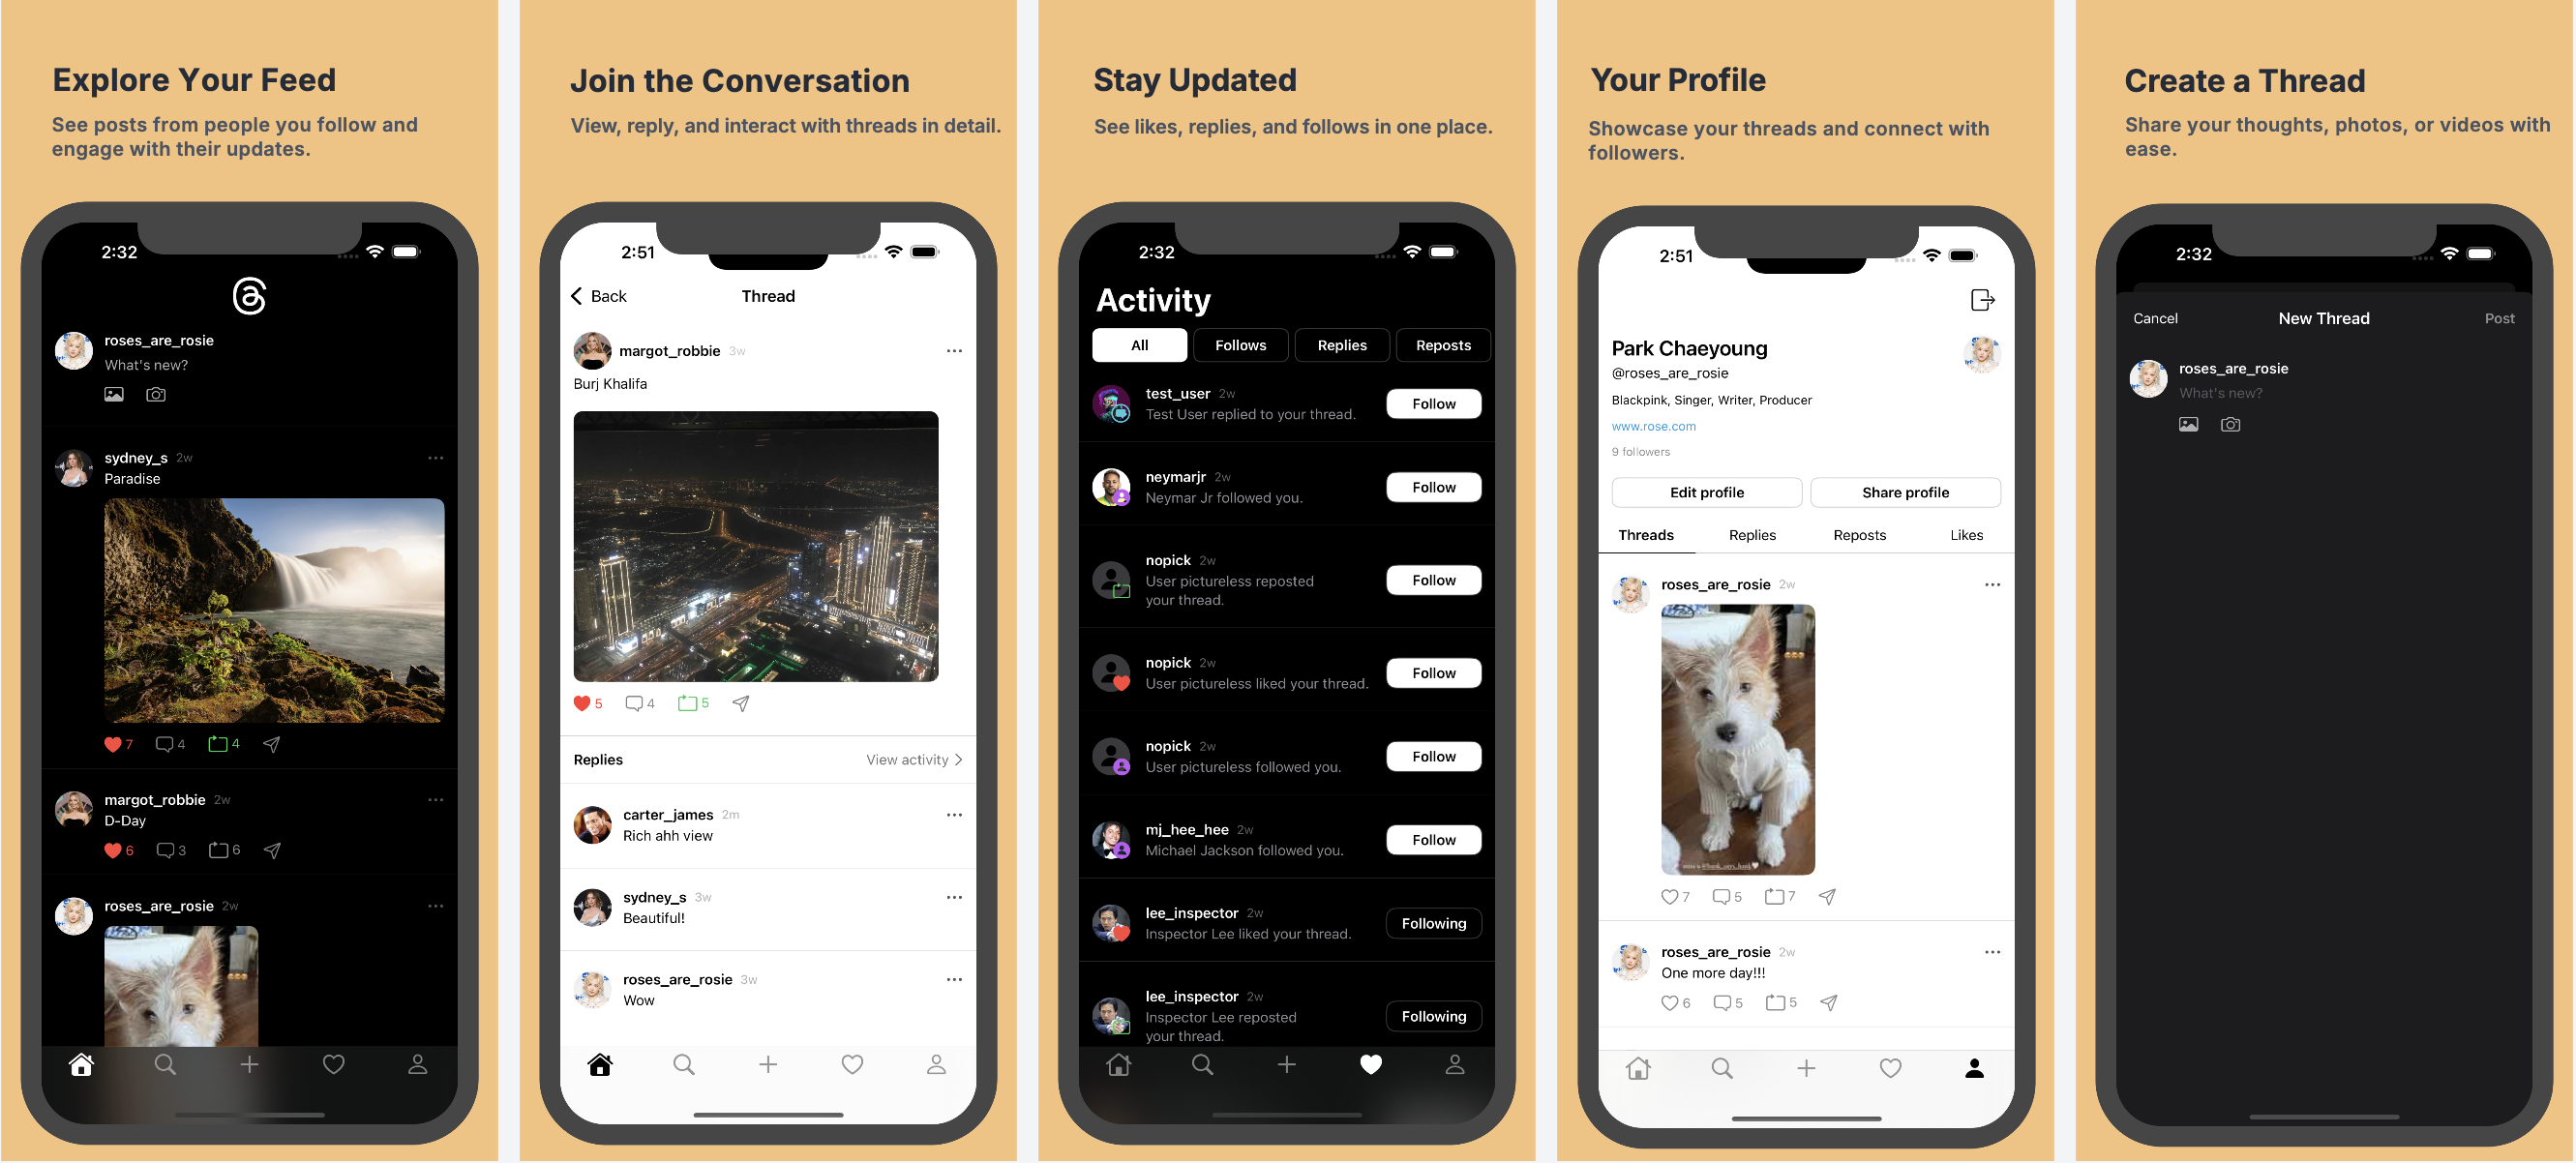 Explore Your Feed
See posts from people you follow and
engage with their updates.
2:32
roses_are_rosie
What's new?
sydney_s 2w
Paradise
7 4 4
margot_robbie 2w
D-Day
6 3 6
roses_are_rosie 2w
Join the Conversation
View, reply, and interact with threads in detail.
2:51
Back Thread
margot_robbie 3w
Burj Khalifa
5 4 5
Replies View activity
carter_james 2m
Rich ahh view
sydney_s 3w
Beautiful!
roses_are_rosie 3w
Wow
Stay Updated
See likes, replies, and follows in one place.
2:32
Activity
All Follows Replies Reposts
test_user 2w
Test User replied to your thread.
Follow
neymarjr 2w
Neymar Jr followed you.
Follow
nopick 2w
User pictureless reposted
your thread.
Follow
nopick 2w
User pictureless liked your thread.
Follow
nopick 2w
User pictureless followed you.
Follow
mj_hee_hee 2w
Michael Jackson followed you.
Follow
lee_inspector 2w
Inspector Lee liked your thread.
Following
lee_inspector 2w
Inspector Lee reposted
your thread.
Following
Your Profile
Showcase your threads and connect with
followers.
2:51
Park Chaeyoung
@roses_are_rosie
Blackpink, Singer, Writer, Producer
www.rose.com
9 followers
Edit profile Share profile
Threads Replies Reposts Likes
roses_are_rosie 2w
7 5 7
roses_are_rosie 2w
One more day!!!
6 5 5
Create a Thread
Share your thoughts, photos, or videos with
ease.
2:32
Cancel New Thread Post
roses_are_rosie
What's new?